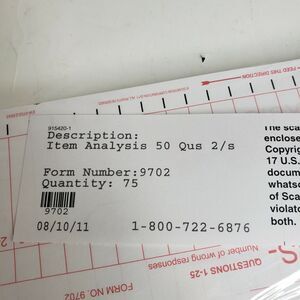 FEED THIS DIRECTION
915420-1
Description:
Item Analysis 50 Qus 2/s
Form Number:9702
Quantity: 75
9702
08/10/11
1-800-722-6876
The sca
enclose
Copyrig
17 U.S.
docum
whatso
of Sca
violato
both.
S-
QUESTIONS 1-25
Number of wrong responses
FORM NO. 9702